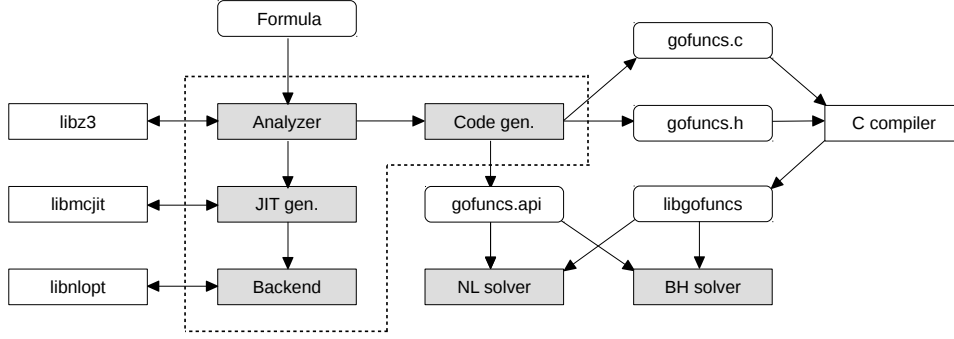 Formula
gofuncs.c
libz3
Analyzer
Code gen.
gofuncs.h
C compiler
libmcjit
JIT gen.
gofuncs.api
libgofuncs
libnlopt
Backend
NL solver
BH solver